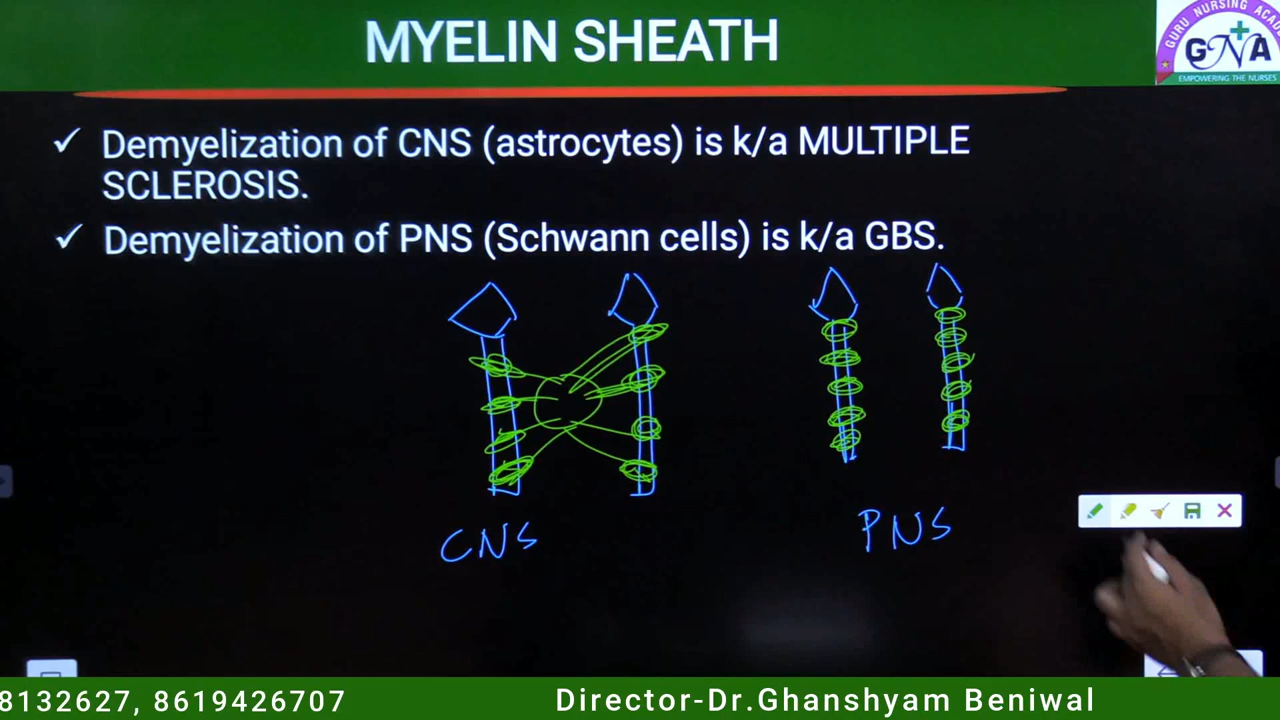 MYELIN SHEATH
GURU NURSING ACAD
GNA
EMPOWERING THE NURSES
✓ Demyelization of CNS (astrocytes) is k/a MULTIPLE
SCLEROSIS.
✓ Demyelization of PNS (Schwann cells) is k/a GBS.
CNS
PNS
8132627, 8619426707
Director-Dr.Ghanshyam Beniwal